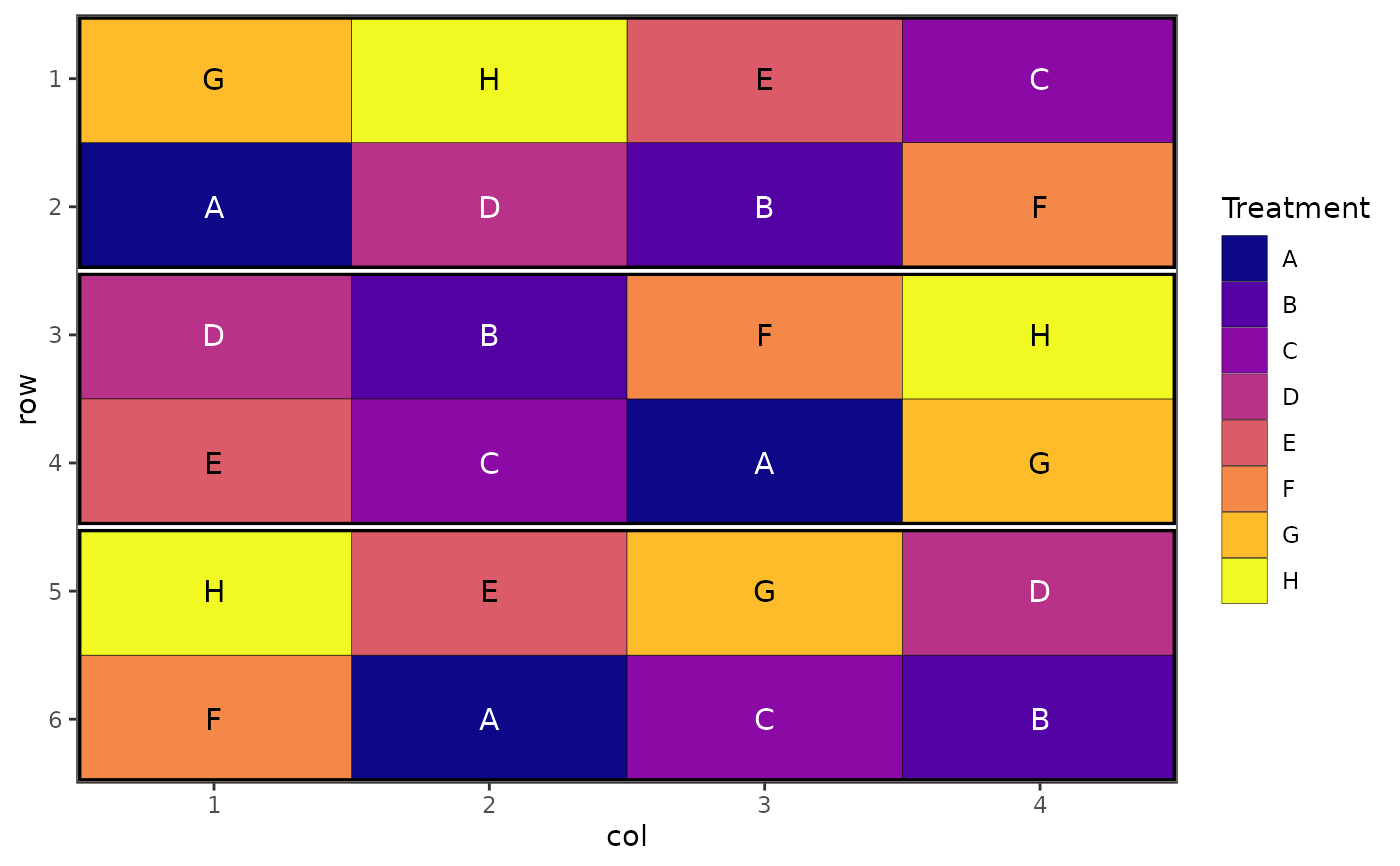 1 G H E C
2 A D B F
3 D B F H
4 E C A G
5 H E G D
6 F A C B
1 2 3 4
row
col
Treatment
A
B
C
D
E
F
G
H